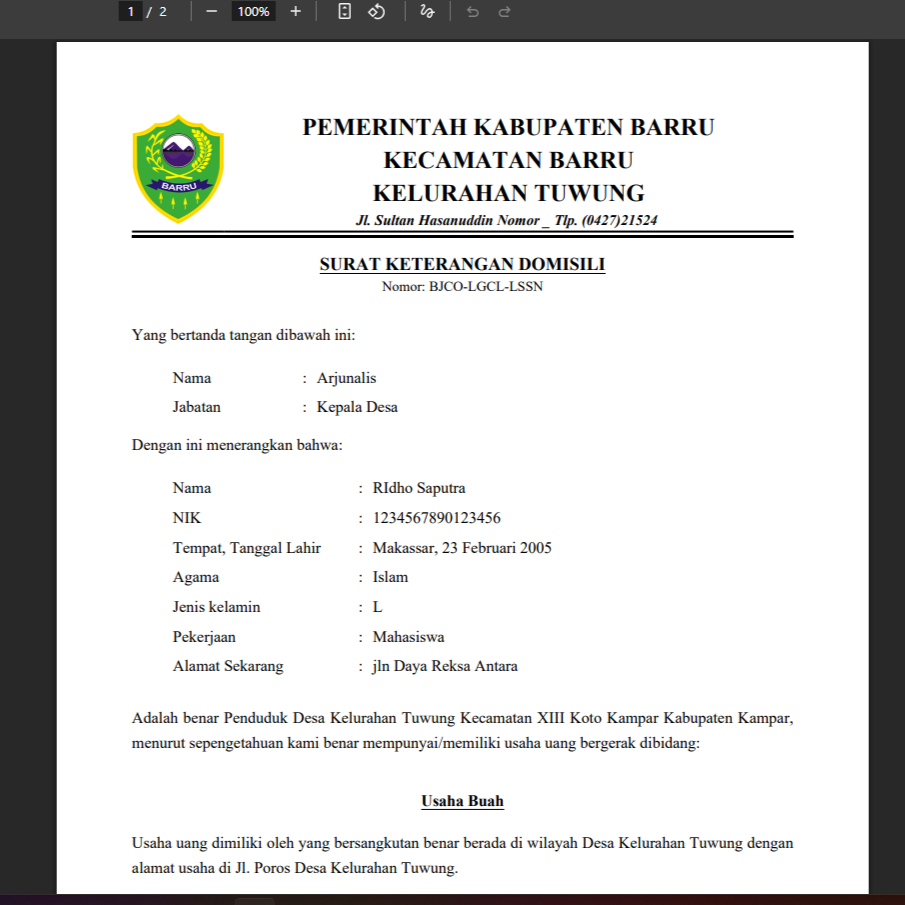 1 / 2 100%
PEMERINTAH KABUPATEN BARRU
KECAMATAN BARRU
KELURAHAN TUWUNG
Jl. Sultan Hasanuddin Nomor _ Tlp. (0427)21524
BARRU
SURAT KETERANGAN DOMISILI
Nomor: BJCO-LGCL-LSSN
Yang bertanda tangan dibawah ini:
Nama : Arjunalis
Jabatan : Kepala Desa
Dengan ini menerangkan bahwa:
Nama : RIdho Saputra
NIK : 1234567890123456
Tempat, Tanggal Lahir : Makassar, 23 Februari 2005
Agama : Islam
Jenis kelamin : L
Pekerjaan : Mahasiswa
Alamat Sekarang : jln Daya Reksa Antara
Adalah benar Penduduk Desa Kelurahan Tuwung Kecamatan XIII Koto Kampar Kabupaten Kampar,
menurut sepengetahuan kami benar mempunyai/memiliki usaha uang bergerak dibidang:
Usaha Buah
Usaha uang dimiliki oleh yang bersangkutan benar berada di wilayah Desa Kelurahan Tuwung dengan
alamat usaha di Jl. Poros Desa Kelurahan Tuwung.